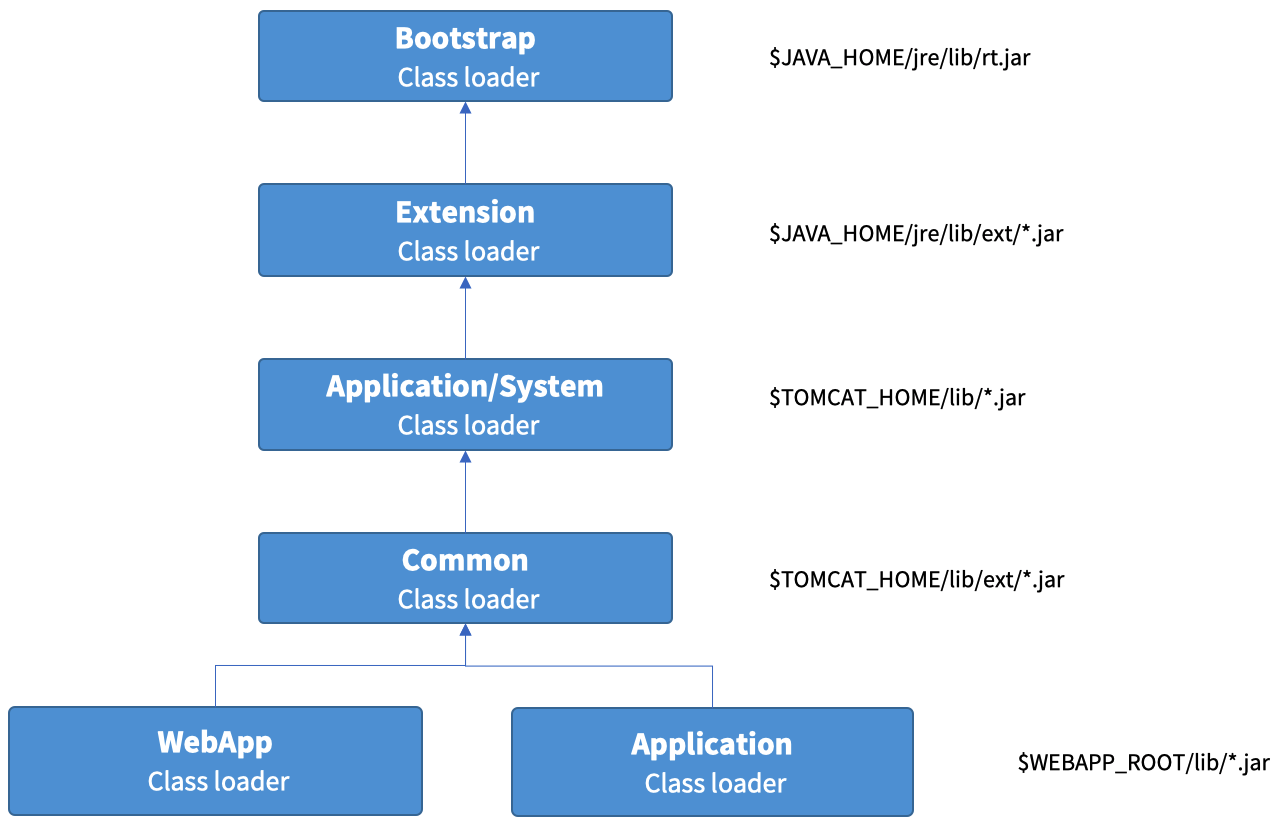 Bootstrap
Class loader
$JAVA_HOME/jre/lib/rt.jar
Extension
Class loader
$JAVA_HOME/jre/lib/ext/*.jar
Application/System
Class loader
$TOMCAT_HOME/lib/*.jar
Common
Class loader
$TOMCAT_HOME/lib/ext/*.jar
WebApp
Class loader
Application
Class loader
$WEBAPP_ROOT/lib/*.jar